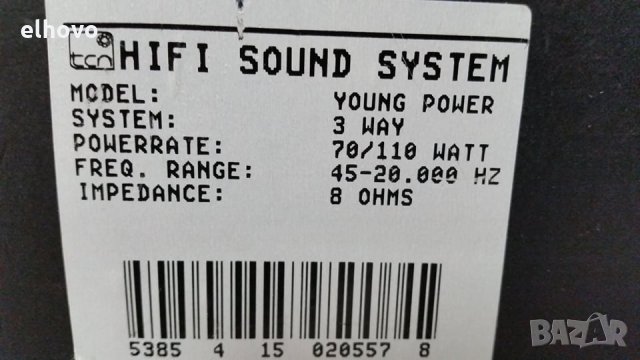 elhovo
tcn HIFI SOUND SYSTEM
MODEL: YOUNG POWER
SYSTEM: 3 WAY
POWERRATE: 70/110 WATT
FREQ. RANGE: 45-20.000 HZ
IMPEDANCE: 8 OHMS
5385 4 15 020557 8
BAZAR